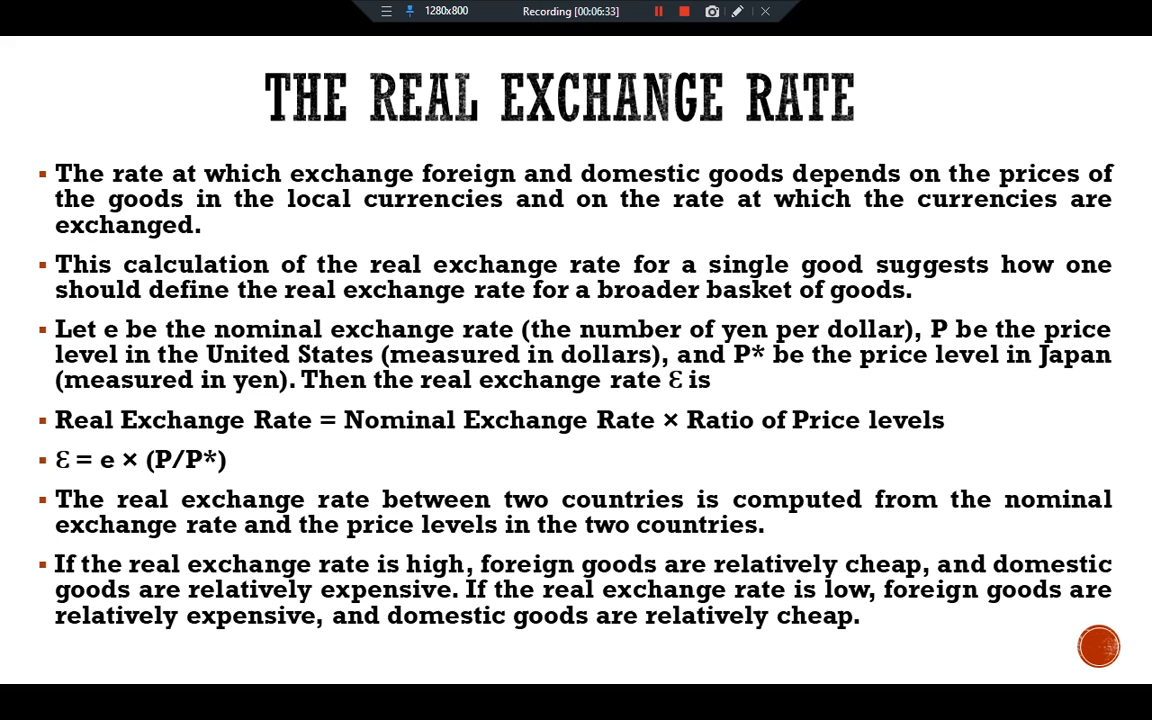 1280x800
Recording [00:06:33]
THE REAL EXCHANGE RATE
▪ The rate at which exchange foreign and domestic goods depends on the prices of
the goods in the local currencies and on the rate at which the currencies are
exchanged.
▪ This calculation of the real exchange rate for a single good suggests how one
should define the real exchange rate for a broader basket of goods.
▪ Let e be the nominal exchange rate (the number of yen per dollar), P be the price
level in the United States (measured in dollars), and P* be the price level in Japan
(measured in yen). Then the real exchange rate Ɛ is
▪ Real Exchange Rate = Nominal Exchange Rate × Ratio of Price levels
▪ Ɛ = e × (P/P*)
▪ The real exchange rate between two countries is computed from the nominal
exchange rate and the price levels in the two countries.
▪ If the real exchange rate is high, foreign goods are relatively cheap, and domestic
goods are relatively expensive. If the real exchange rate is low, foreign goods are
relatively expensive, and domestic goods are relatively cheap.